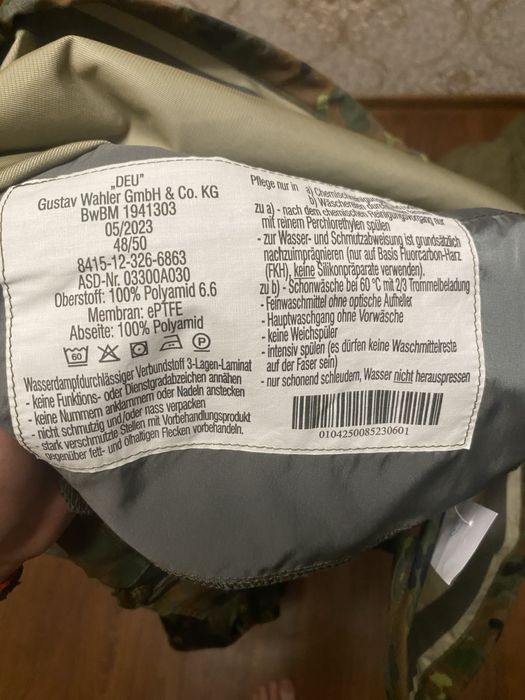 „DEU"
Gustav Wahler GmbH & Co. KG
BwBM 1941303
05/2023
48/50
8415-12-326-6863
ASD-Nr. 03300A030
Oberstoff: 100% Polyamid 6.6
Membran: ePTFE
Abseite: 100% Polyamid
60 P
Wasserdampfdurchlässiger Verbundstoff 3-Lagen-Laminat
- keine Funktions- oder Dienstgradabzeichen annähen
- keine Nummern anklammern oder Nadeln anstecken
- nicht schmutzig und/oder nass verpacken
- stark verschmutzte Stellen mit Vorbehandlungsprodukt
gegenüber fett- und ölhaltigen Flecken vorbehandeln.
Pflege nur in a) Chemischreinigung
b) Wäschereien
zu a) - nach dem chemischen Reinigungsvorgang nur
mit reinem Perchlorethylen spülen
- zur Wasser- und Schmutzabweisung ist grundsätzlich
nachzuimprägnieren (nur auf Basis Fluorcarbon-Harz
(FKH), keine Silikonpräparate verwenden).
zu b) - Schonwäsche bei 60 °C mit 2/3 Trommelbeladung
- Feinwaschmittel ohne optische Aufheller
- Hauptwaschgang ohne Vorwäsche
- keine Weichspüler
- intensiv spülen (es dürfen keine Waschmittelreste
auf der Faser sein)
- nur schonend schleudern, Wasser nicht herauspressen
0104250085230601